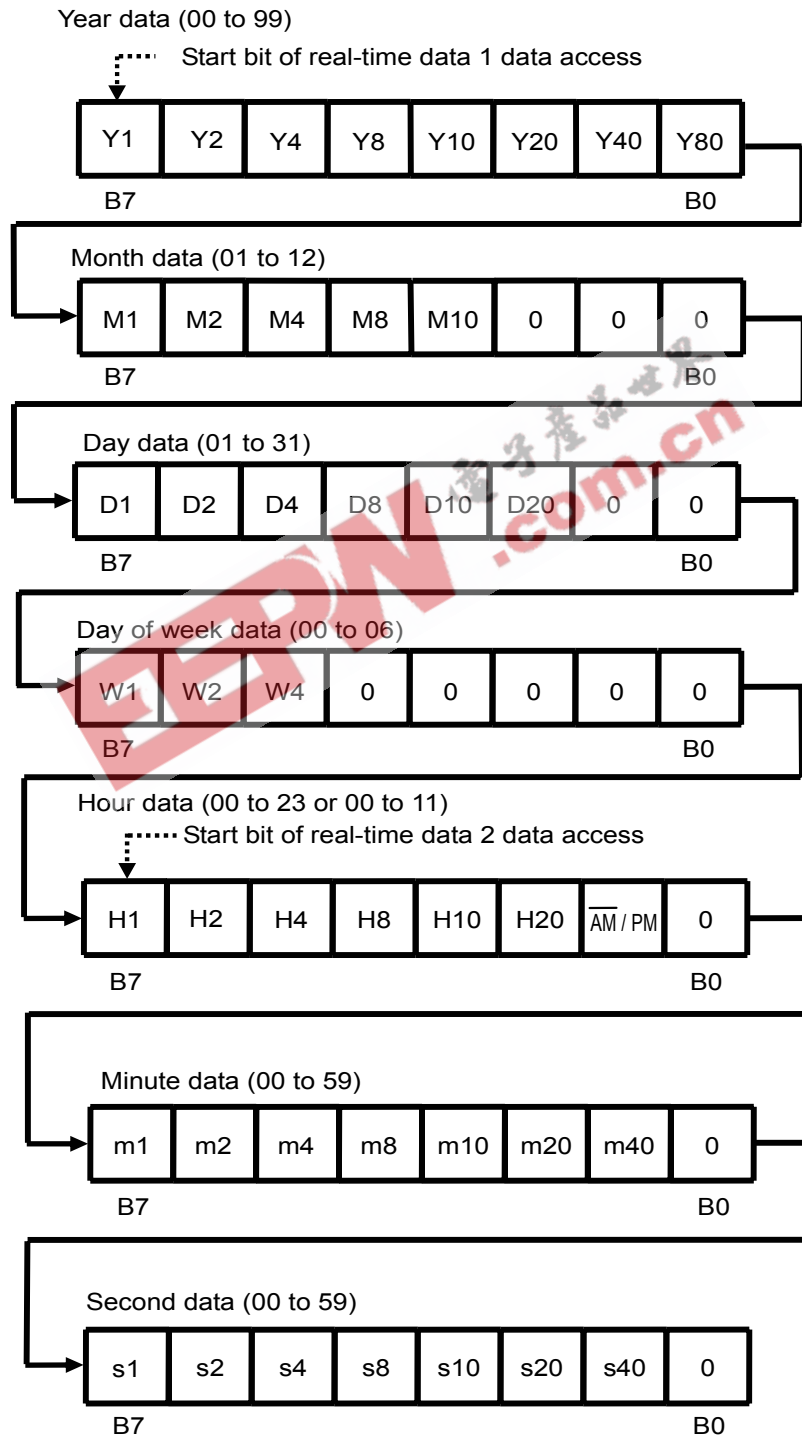 Year data (00 to 99)
Start bit of real-time data 1 data access
Y1 Y2 Y4 Y8 Y10 Y20 Y40 Y80
B7 B0
Month data (01 to 12)
M1 M2 M4 M8 M10 0 0 0
B7 B0
Day data (01 to 31)
D1 D2 D4 D8 D10 D20 0 0
B7 B0
Day of week data (00 to 06)
W1 W2 W4 0 0 0 0 0
B7 B0
Hour data (00 to 23 or 00 to 11)
Start bit of real-time data 2 data access
H1 H2 H4 H8 H10 H20 A̅M̅ / PM 0
B7 B0
Minute data (00 to 59)
m1 m2 m4 m8 m10 m20 m40 0
B7 B0
Second data (00 to 59)
s1 s2 s4 s8 s10 s20 s40 0
B7 B0
EEPW .com.cn
電子產品世界